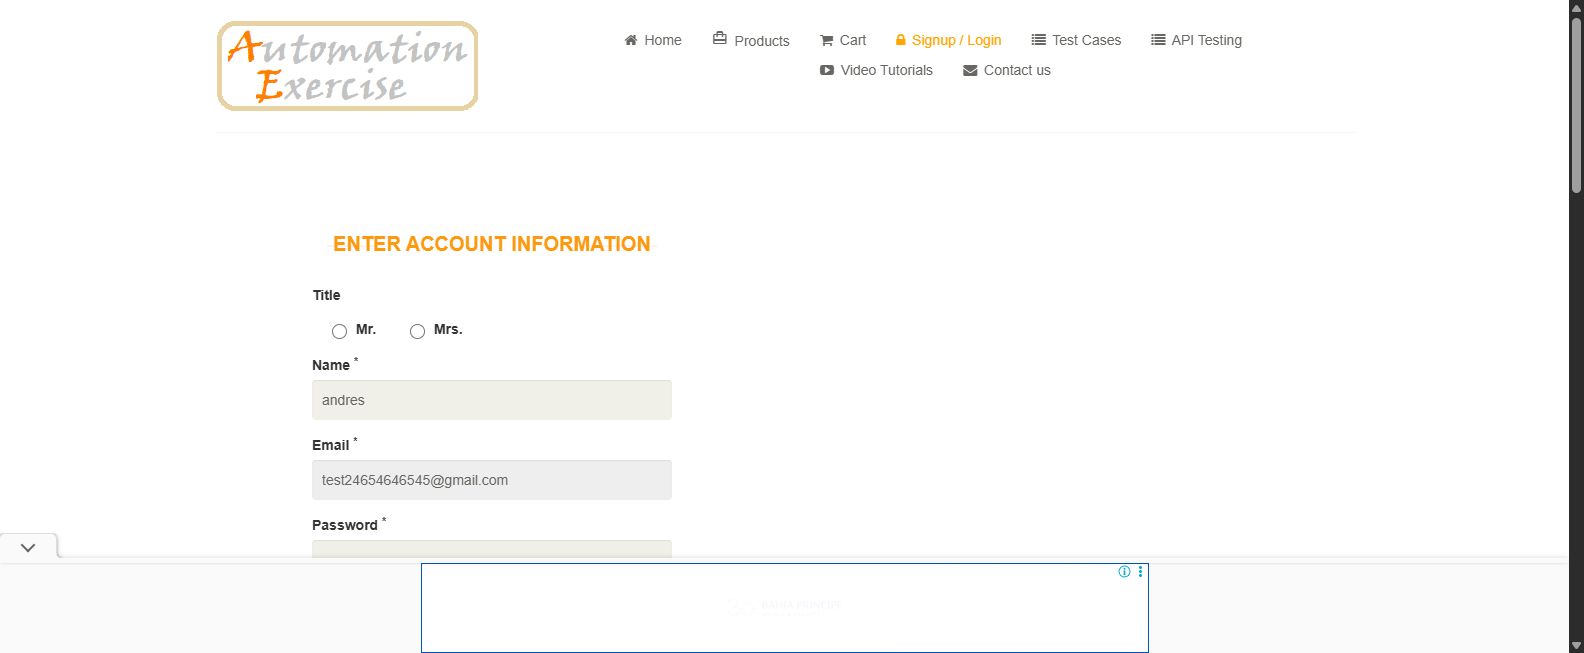 Automation
Exercise
Home Products Cart Signup / Login Test Cases API Testing
Video Tutorials Contact us
ENTER ACCOUNT INFORMATION
Title
Mr. Mrs.
Name *
andres
Email *
test24654646545@gmail.com
Password *
BAHIA PRINCIPE